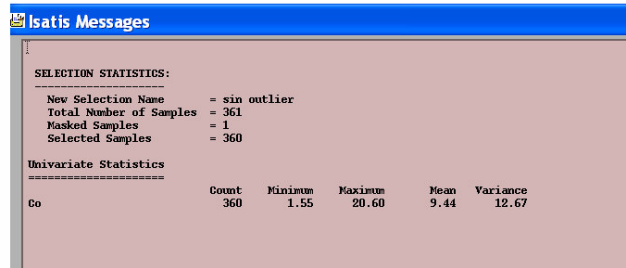 Isatis Messages
SELECTION STATISTICS:
--------------------
New Selection Name = sin outlier
Total Number of Samples = 361
Masked Samples = 1
Selected Samples = 360
Univariate Statistics
=====================
Count Minimum Maximum Mean Variance
Co 360 1.55 20.60 9.44 12.67